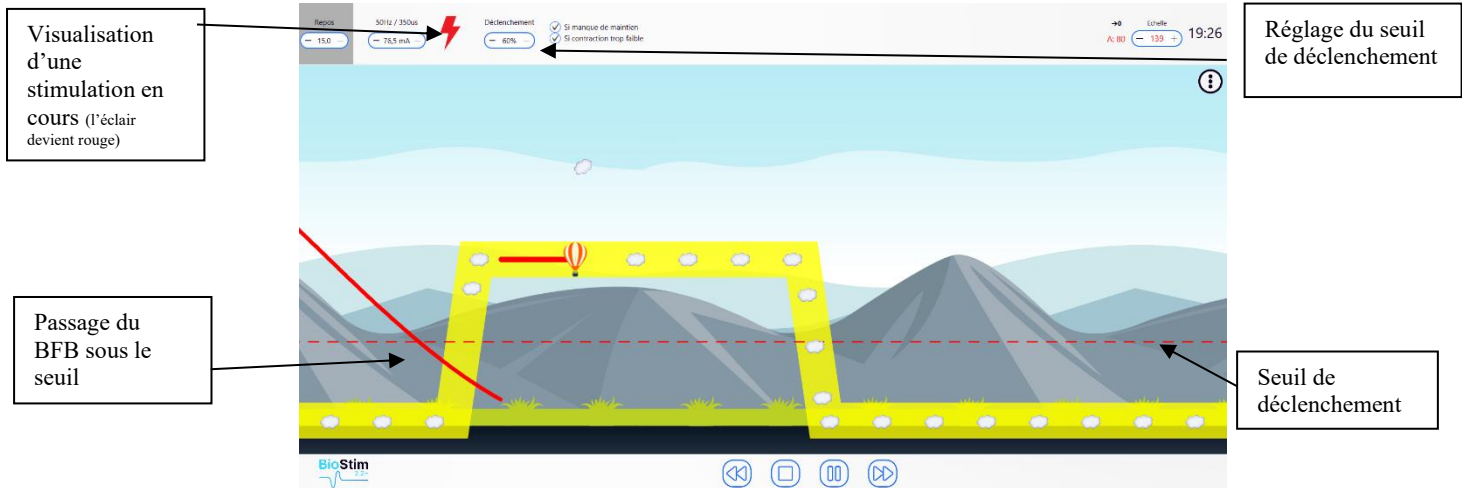 Visualisation
d’une
stimulation en
cours (l’éclair
devient rouge)
Repos
− 15,0 −
50Hz / 350us
− 76,5 mA −
Déclenchement
− 60% −
Si manque de maintien
Si contraction trop faible
→0
A: 80
Echelle
− 139 +
19:26
Réglage du seuil
de déclenchement
Passage du
BFB sous le
seuil
Seuil de
déclenchement
BioStim